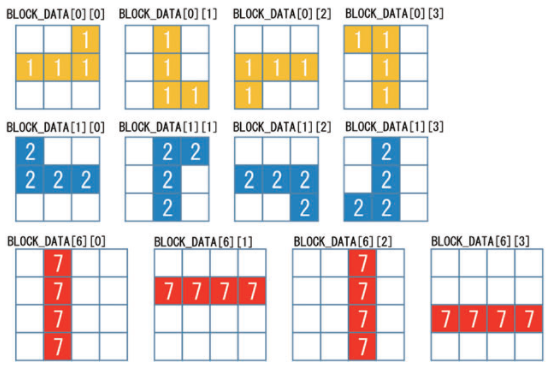 BLOCK_DATA[0][0] BLOCK_DATA[0][1] BLOCK_DATA[0][2] BLOCK_DATA[0][3]
1 1 1 1
1 1 1 1 1 1 1 1
1 1 1 1
BLOCK_DATA[1][0] BLOCK_DATA[1][1] BLOCK_DATA[1][2] BLOCK_DATA[1][3]
2 2 2 2
2 2 2 2 2 2 2 2
2 2 2 2
BLOCK_DATA[6][0] BLOCK_DATA[6][1] BLOCK_DATA[6][2] BLOCK_DATA[6][3]
7 7
7 7 7 7 7 7
7 7 7 7 7 7
7 7